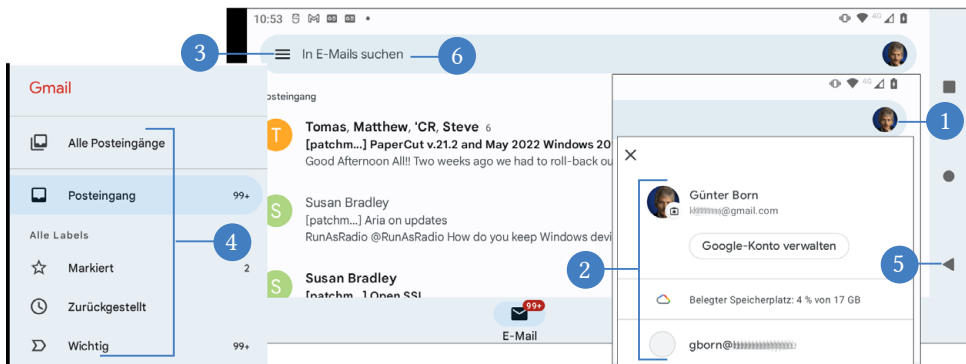 10:53
4G
3
In E-Mails suchen
6
Gmail
Posteingang
4G
1
Alle Posteingänge
T
Tomas, Matthew, 'CR, Steve 6
[patchm...] PaperCut v.21.2 and May 2022 Windows 20
Good Afternoon All!! Two weeks ago we had to roll-back ou
Posteingang 99+
S
Susan Bradley
[patchm...] Aria on updates
RunAsRadio @RunAsRadio How do you keep Windows devi
Alle Labels
4
Markiert 2
S
Susan Bradley
[patchm...] Open SSL
Zurückgestellt
99+
E-Mail
Wichtig 99+
Günter Born
@gmail.com
Google-Konto verwalten
2
5
Belegter Speicherplatz: 4 % von 17 GB
gborn@